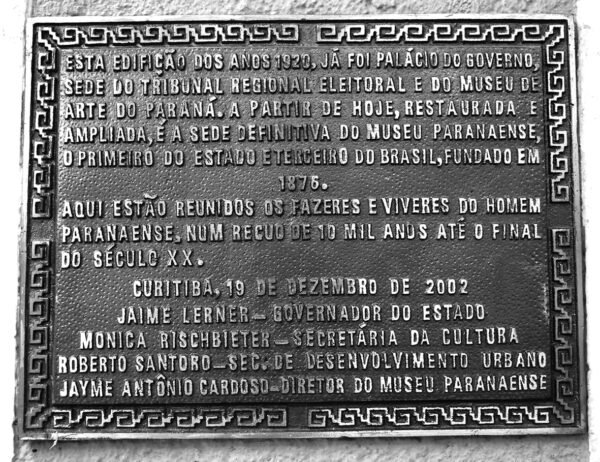 ESTA EDIFIÇÃO DOS ANOS 1920, JÁ FOI PALÁCIO DO GOVERNO,
SEDE DO TRIBUNAL REGIONAL ELEITORAL E DO MUSEU DE
ARTE DO PARANÁ. A PARTIR DE HOJE, RESTAURADA E
AMPLIADA, É A SEDE DEFINITIVA DO MUSEU PARANAENSE,
O PRIMEIRO DO ESTADO E TERCEIRO DO BRASIL, FUNDADO EM
1876.
AQUI ESTÃO REUNIDOS OS FAZERES E VIVERES DO HOMEM
PARANAENSE, NUM RECUO DE 10 MIL ANOS ATÉ O FINAL
DO SÉCULO XX.
CURITIBA, 19 DE DEZEMBRO DE 2002
JAIME LERNER - GOVERNADOR DO ESTADO
MONICA RISCHBIETER - SECRETÁRIA DA CULTURA
ROBERTO SANTORO - SEC. DE DESENVOLVIMENTO URBANO
JAYME ANTÔNIO CARDOSO - DIRETOR DO MUSEU PARANAENSE